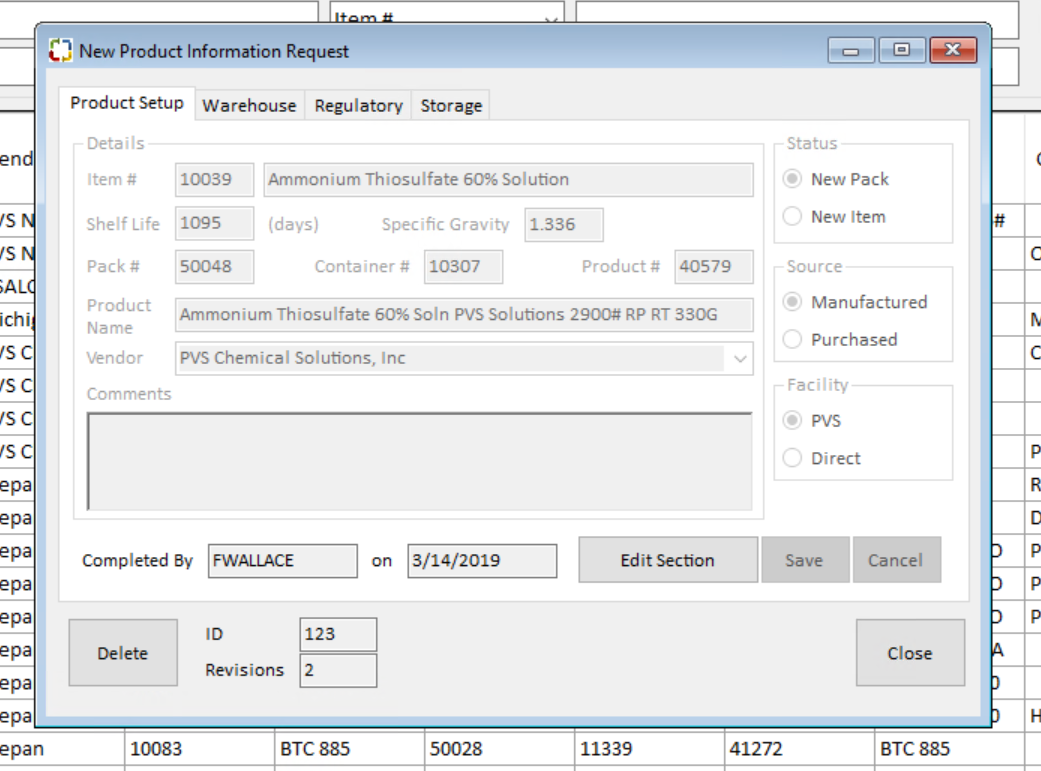 Item #
New Product Information Request
Product Setup Warehouse Regulatory Storage
Details
Item # 10039 Ammonium Thiosulfate 60% Solution
Shelf Life 1095 (days) Specific Gravity 1.336
Pack # 50048 Container # 10307 Product # 40579
Product
Name
Ammonium Thiosulfate 60% Soln PVS Solutions 2900# RP RT 330G
Vendor PVS Chemical Solutions, Inc
Comments
Status
New Pack
New Item
Source
Manufactured
Purchased
Facility
PVS
Direct
Completed By FWALLACE on 3/14/2019 Edit Section Save Cancel
Delete
ID 123
Revisions 2
Close
epan 10083 BTC 885 50028 11339 41272 BTC 885